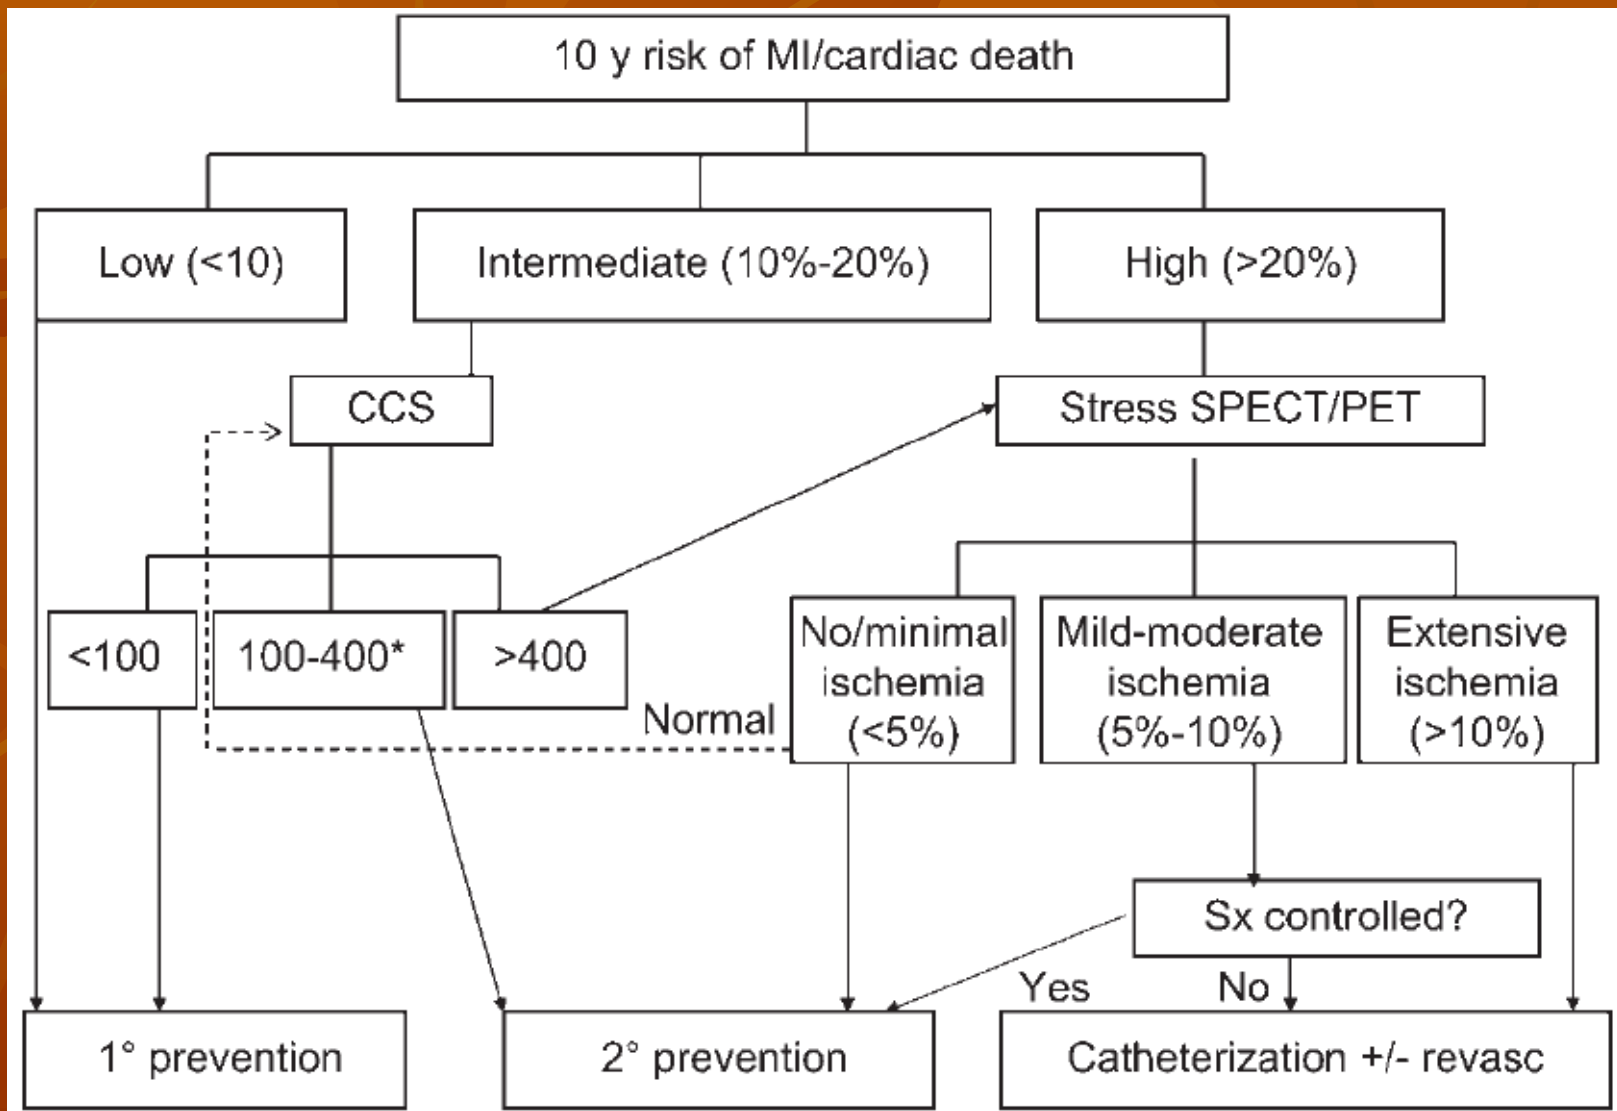 10 y risk of MI/cardiac death
Low (<10)
Intermediate (10%-20%)
High (>20%)
CCS
Stress SPECT/PET
<100
100-400*
>400
Normal
No/minimal
ischemia
(<5%)
Mild-moderate
ischemia
(5%-10%)
Extensive
ischemia
(>10%)
Sx controlled?
Yes
No
1° prevention
2° prevention
Catheterization +/- revasc